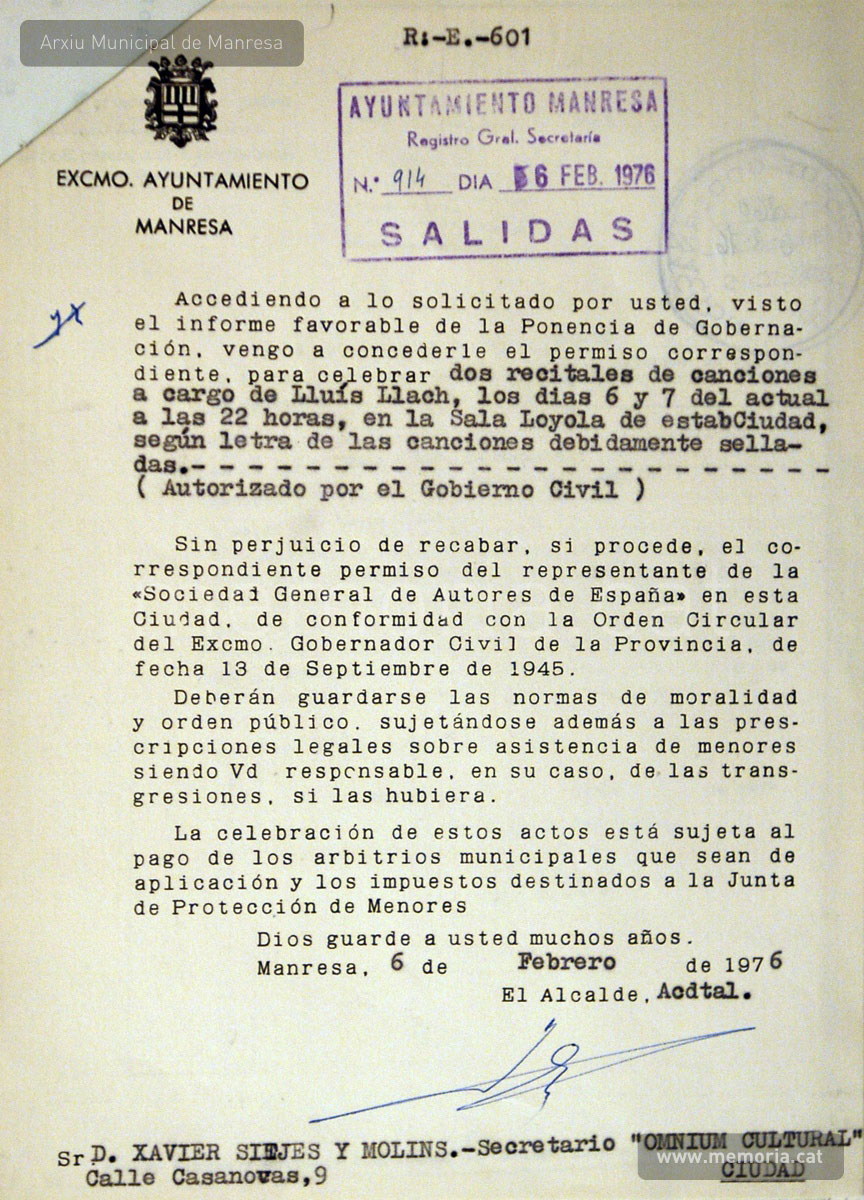 Arxiu Municipal de Manresa
R:-E.-601
EXCMO. AYUNTAMIENTO
DE
MANRESA
AYUNTAMIENTO MANRESA
Registro Gral. Secretaría
N.º 914 DIA 6 FEB. 1976
SALIDAS
Accediendo a lo solicitado por usted, visto
el informe favorable de la Ponencia de Goberna-
ción, vengo a concederle el permiso correspon-
diente, para celebrar dos recitales de canciones
a cargo de Lluís Llach, los dias 6 y 7 del actual
a las 22 horas, en la Sala Loyola de estabCiudad,
según letra de las canciones debidamente sella-
das.- - - - - - - - - - - - - - - - - - - - - - - -
( Autorizado por el Gobierno Civil )
Sin perjuicio de recabar, si procede, el co-
rrespondiente permiso del representante de la
«Sociedad General de Autores de España» en esta
Ciudad, de conformidad con la Orden Circular
del Excmo. Gobernador Civil de la Provincia, de
fecha 13 de Septiembre de 1945.
Deberán guardarse las normas de moralidad
y orden público, sujetándose además a las pres-
cripciones legales sobre asistencia de menores
siendo Vd responsable, en su caso, de las trans-
gresiones, si las hubiera.
La celebración de estos actos está sujeta al
pago de los arbitrios municipales que sean de
aplicación y los impuestos destinados a la Junta
de Protección de Menores
Dios guarde a usted muchos años.
Manresa, 6 de Febrero de 1976
El Alcalde, Acdtal.
Sr D. XAVIER SIEJES Y MOLINS.-Secretario "OMNIUM CULTURAL"
Calle Casanovas,9 CIUDAD
www.memoria.cat